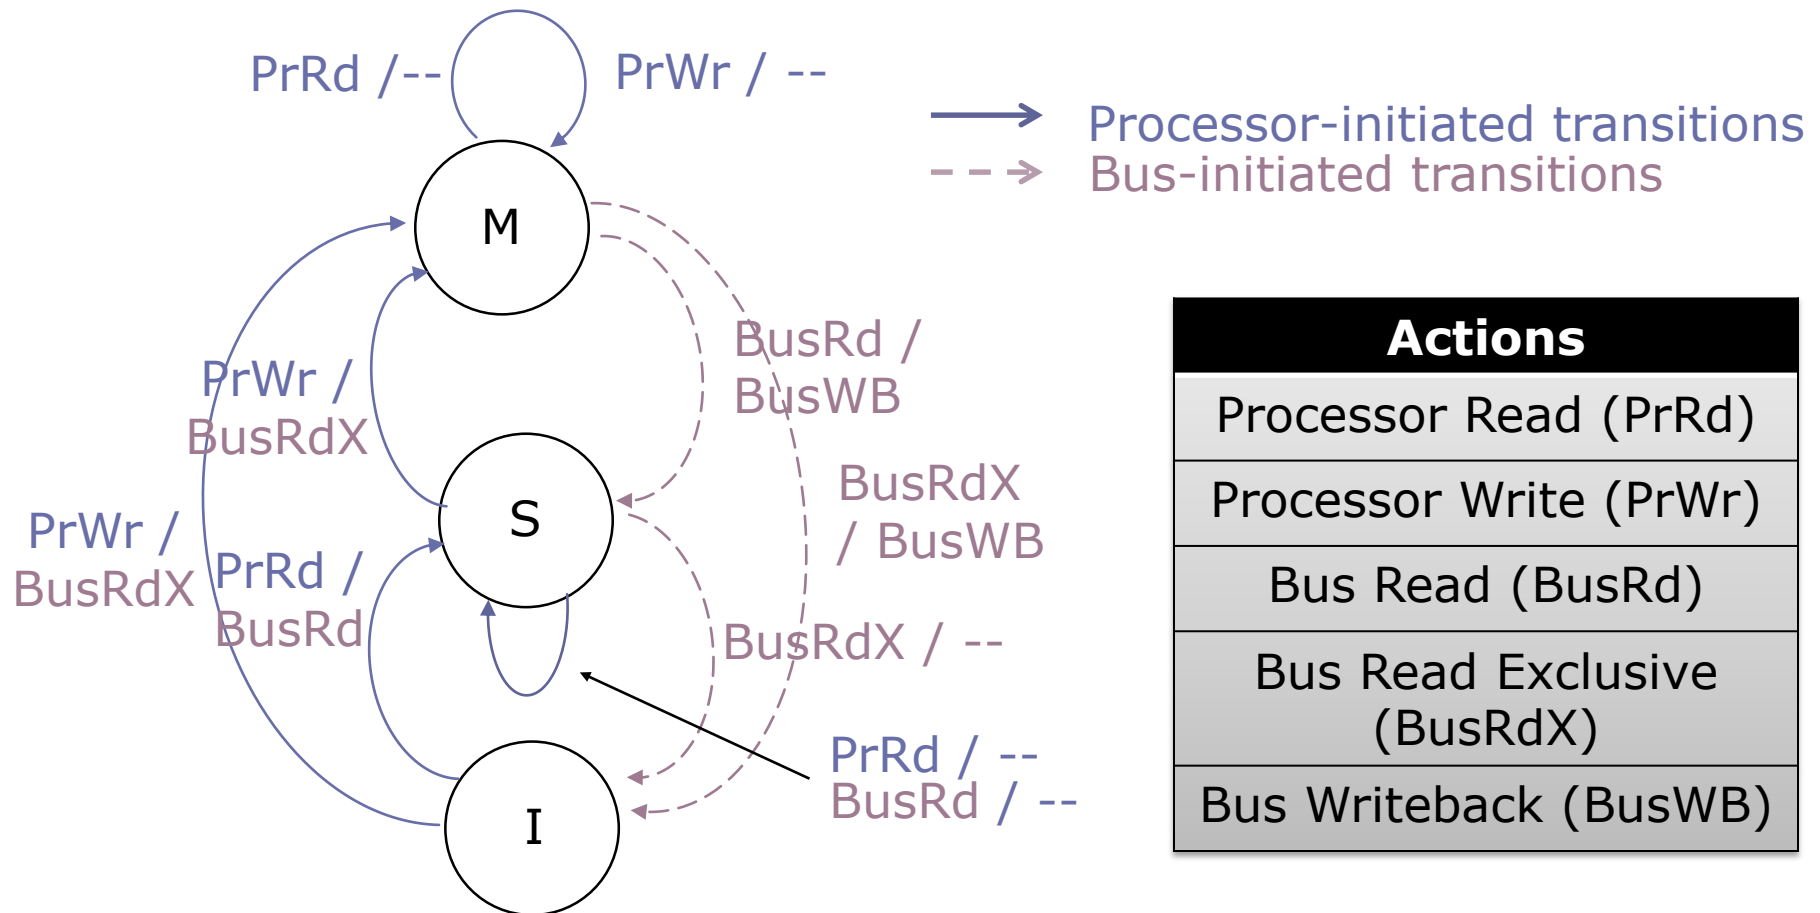 PrRd /--
PrWr / --
Processor-initiated transitions
Bus-initiated transitions
M
BusRd /
BusWB
PrWr /
BusRdX
S
BusRdX
/ BusWB
PrWr /
BusRdX
PrRd /
BusRd
BusRdX / --
PrRd / --
BusRd / --
I
Actions
Processor Read (PrRd)
Processor Write (PrWr)
Bus Read (BusRd)
Bus Read Exclusive
(BusRdX)
Bus Writeback (BusWB)